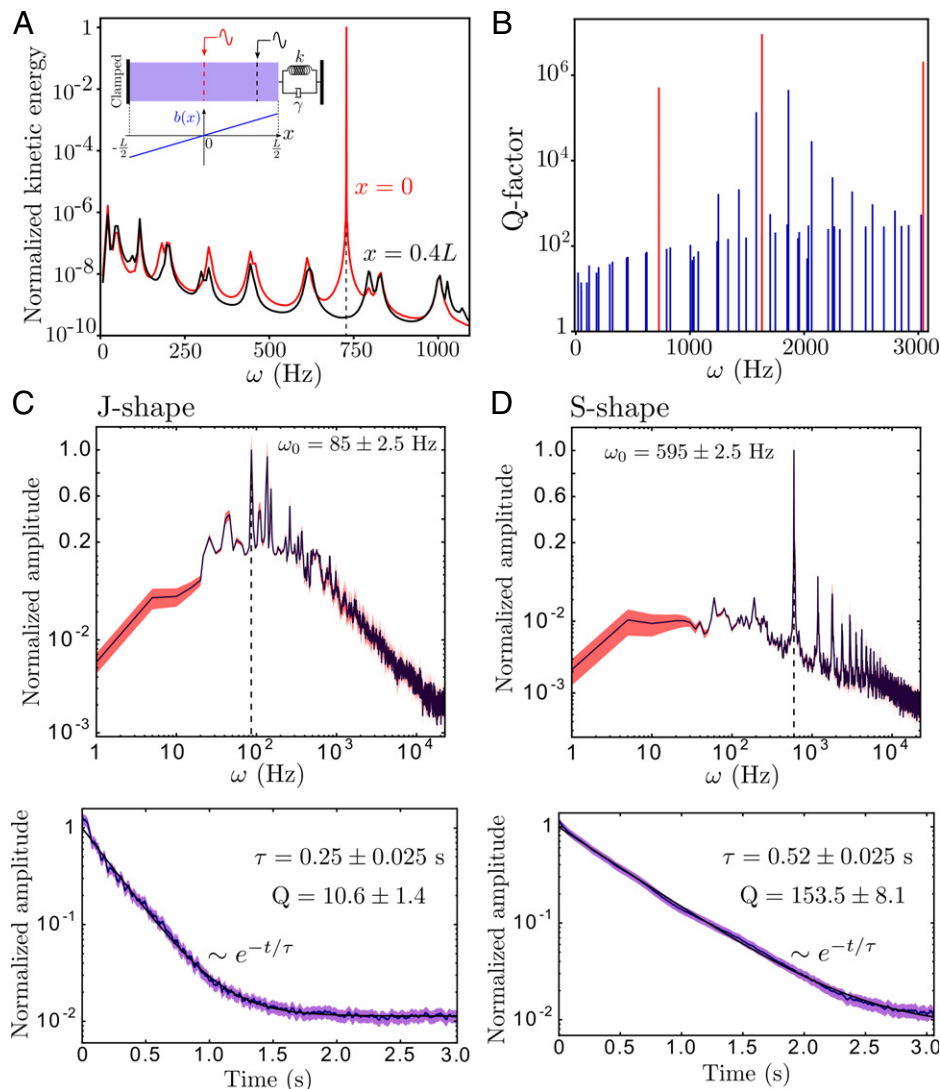 A
Normalized kinetic energy
1
10^-2
10^-4
10^-6
10^-8
10^-10
Clamped
k
γ
b(x)
x
-L/2
0
L/2
x = 0
x = 0.4L
0
250
500
750
1000
ω (Hz)
B
Q-factor
10^6
10^4
10^2
1
0
1000
2000
3000
ω (Hz)
C
J-shape
ω0 = 85 ± 2.5 Hz
Normalized amplitude
1.0
0.6
0.2
10^-2
10^-3
1
10
10^2
10^3
10^4
ω (Hz)
D
S-shape
ω0 = 595 ± 2.5 Hz
Normalized amplitude
1.0
0.6
0.2
10^-2
10^-3
1
10
10^2
10^3
10^4
ω (Hz)
Normalized amplitude
1
10^-1
10^-2
τ = 0.25 ± 0.025 s
Q = 10.6 ± 1.4
~ e^-t/τ
0
0.5
1.0
1.5
2.0
2.5
3.0
Time (s)
Normalized amplitude
1
10^-1
10^-2
τ = 0.52 ± 0.025 s
Q = 153.5 ± 8.1
~ e^-t/τ
0
0.5
1.0
1.5
2.0
2.5
3.0
Time (s)